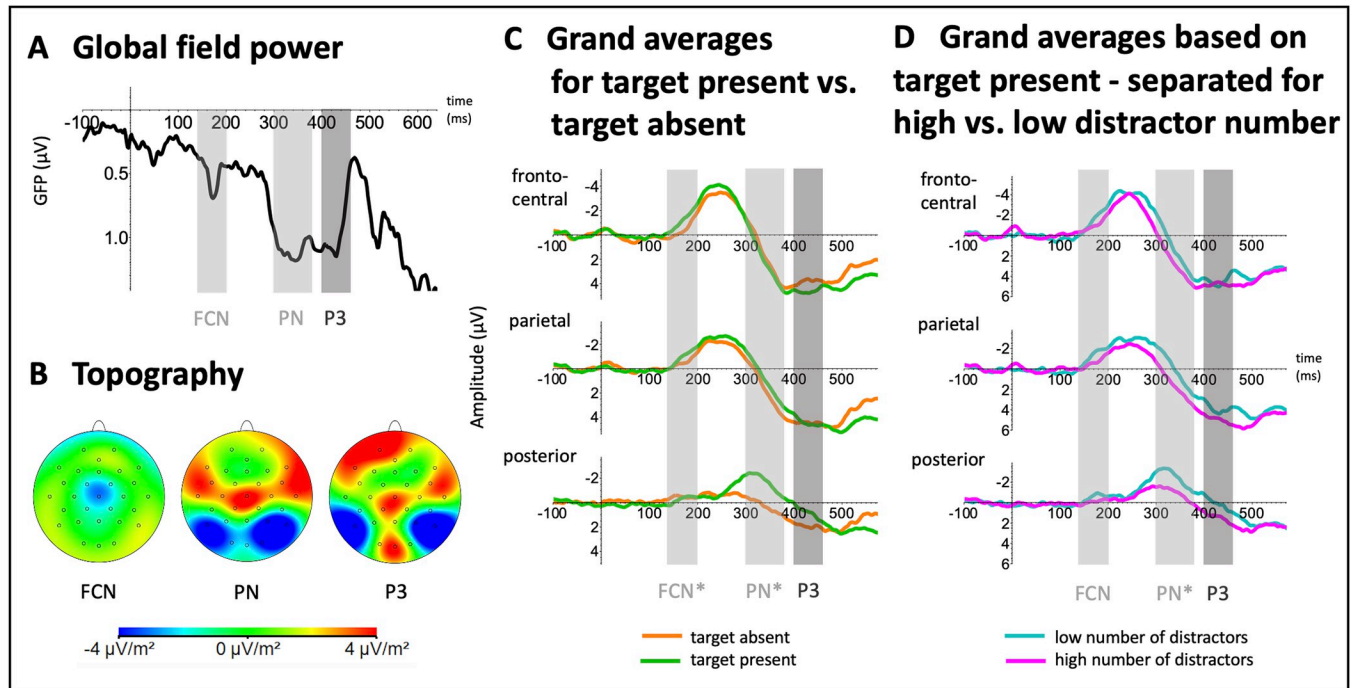 A Global field power
time
(ms)
-100 100 200 300 400 500 600
GFP (µV)
0.5
1.0
FCN PN P3
B Topography
FCN PN P3
-4 µV/m² 0 µV/m² 4 µV/m²
C Grand averages
for target present vs.
target absent
Amplitude (µV)
fronto-
central
-4
-2
-100 100 200 300 400 500
2
4
parietal
-2
-100 100 200 300 400 500
2
4
posterior
-2
-100 100 200 300 400 500
2
4
FCN* PN* P3
target absent
target present
D Grand averages based on
target present - separated for
high vs. low distractor number
fronto-
central
-4
-2
-100 100 200 300 400 500
2
4
6
parietal
-2
time
(ms)
-100 100 200 300 400 500
2
4
6
posterior
-2
-100 100 200 300 400 500
2
4
6
FCN PN* P3
low number of distractors
high number of distractors